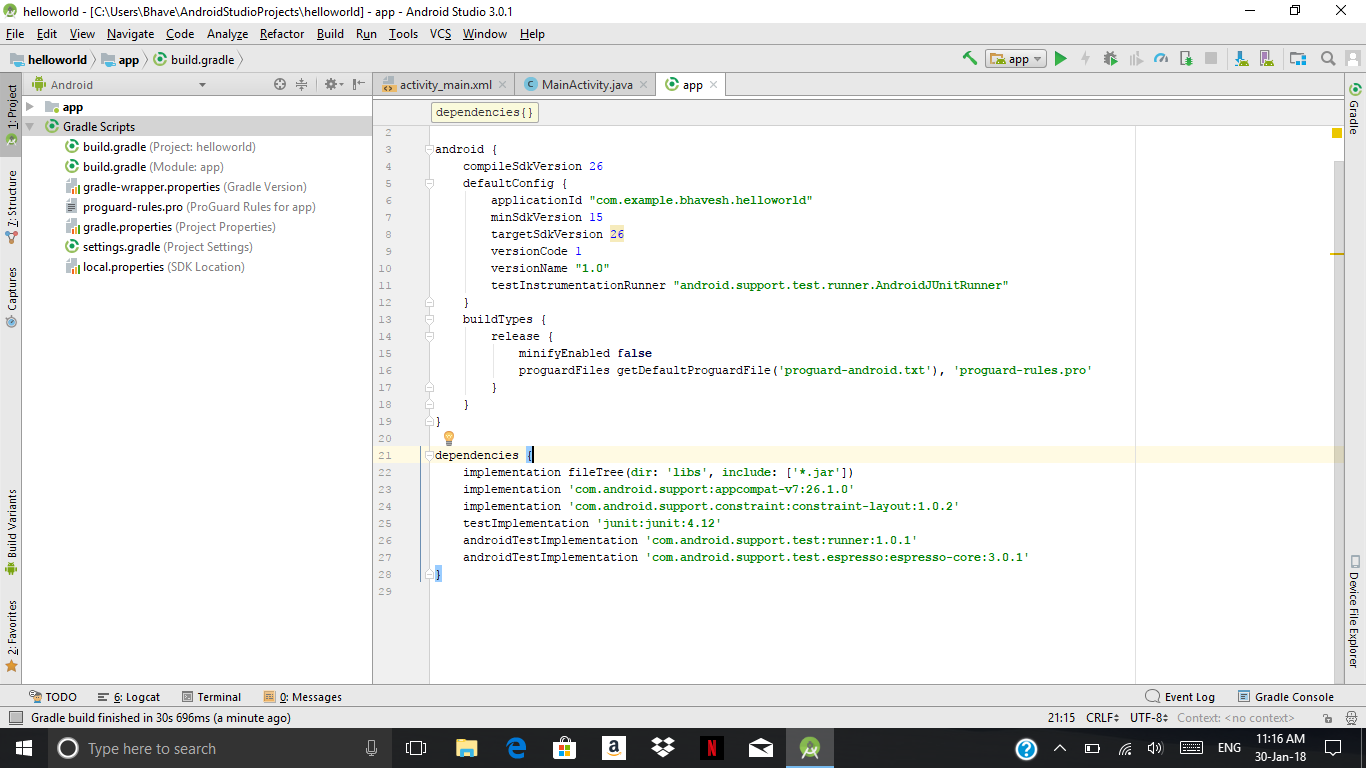 helloworld - [C:\Users\Bhave\AndroidStudioProjects\helloworld] - app - Android Studio 3.0.1
File Edit View Navigate Code Analyze Refactor Build Run Tools VCS Window Help
helloworld app build.gradle
app
Android
activity_main.xml MainActivity.java app
1: Project
7: Structure
Captures
Build Variants
2: Favorites
app
Gradle Scripts
build.gradle (Project: helloworld)
build.gradle (Module: app)
gradle-wrapper.properties (Gradle Version)
proguard-rules.pro (ProGuard Rules for app)
gradle.properties (Project Properties)
settings.gradle (Project Settings)
local.properties (SDK Location)
dependencies{}
2
3 android {
4 compileSdkVersion 26
5 defaultConfig {
6 applicationId "com.example.bhavesh.helloworld"
7 minSdkVersion 15
8 targetSdkVersion 26
9 versionCode 1
10 versionName "1.0"
11 testInstrumentationRunner "android.support.test.runner.AndroidJUnitRunner"
12 }
13 buildTypes {
14 release {
15 minifyEnabled false
16 proguardFiles getDefaultProguardFile('proguard-android.txt'), 'proguard-rules.pro'
17 }
18 }
19 }
20
21 dependencies {
22 implementation fileTree(dir: 'libs', include: ['*.jar'])
23 implementation 'com.android.support:appcompat-v7:26.1.0'
24 implementation 'com.android.support.constraint:constraint-layout:1.0.2'
25 testImplementation 'junit:junit:4.12'
26 androidTestImplementation 'com.android.support.test:runner:1.0.1'
27 androidTestImplementation 'com.android.support.test.espresso:espresso-core:3.0.1'
28 }
29
Gradle
Device File Explorer
TODO 6: Logcat Terminal 0: Messages Event Log Gradle Console
Gradle build finished in 30s 696ms (a minute ago) 21:15 CRLF UTF-8 Context: <no context>
Type here to search
ENG
11:16 AM
30-Jan-18